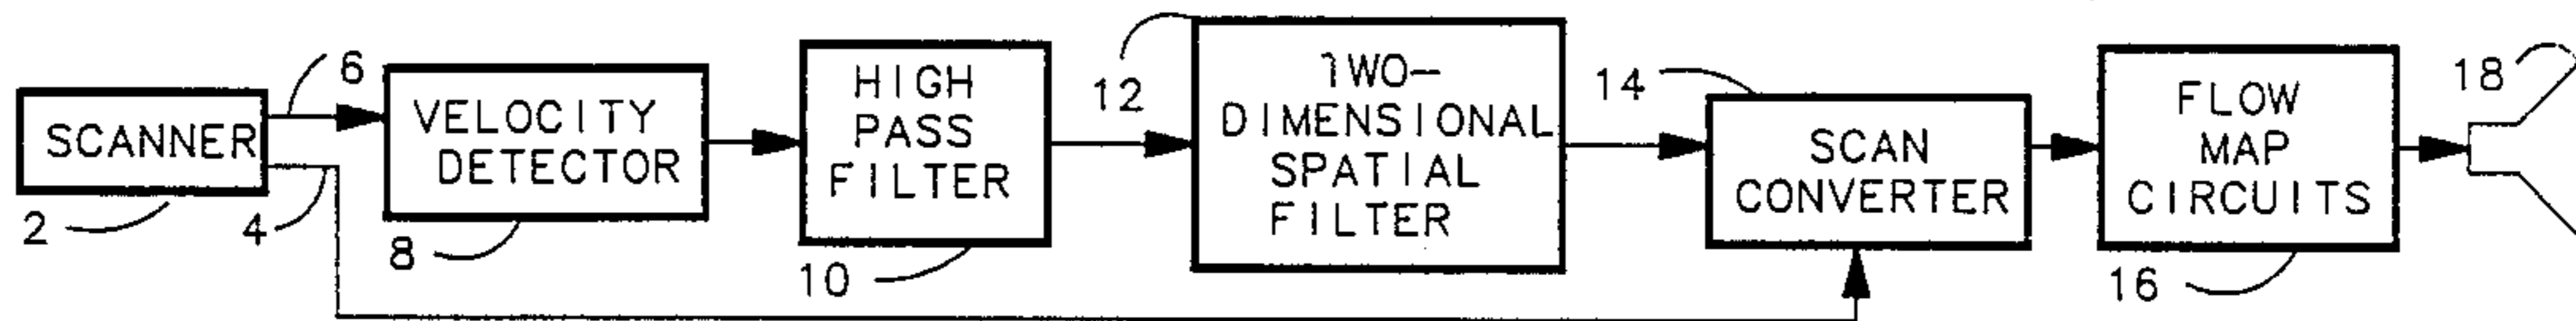 SCANNER
2
4
6
VELOCITY
DETECTOR
8
HIGH
PASS
FILTER
10
12
TWO-
DIMENSIONAL
SPATIAL
FILTER
14
SCAN
CONVERTER
FLOW
MAP
CIRCUITS
16
18